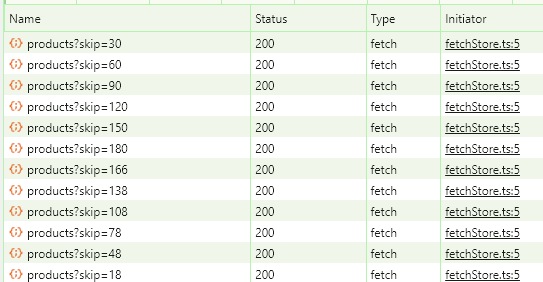 Name Status Type Initiator
products?skip=30 200 fetch fetchStore.ts:5
products?skip=60 200 fetch fetchStore.ts:5
products?skip=90 200 fetch fetchStore.ts:5
products?skip=120 200 fetch fetchStore.ts:5
products?skip=150 200 fetch fetchStore.ts:5
products?skip=180 200 fetch fetchStore.ts:5
products?skip=166 200 fetch fetchStore.ts:5
products?skip=138 200 fetch fetchStore.ts:5
products?skip=108 200 fetch fetchStore.ts:5
products?skip=78 200 fetch fetchStore.ts:5
products?skip=48 200 fetch fetchStore.ts:5
products?skip=18 200 fetch fetchStore.ts:5